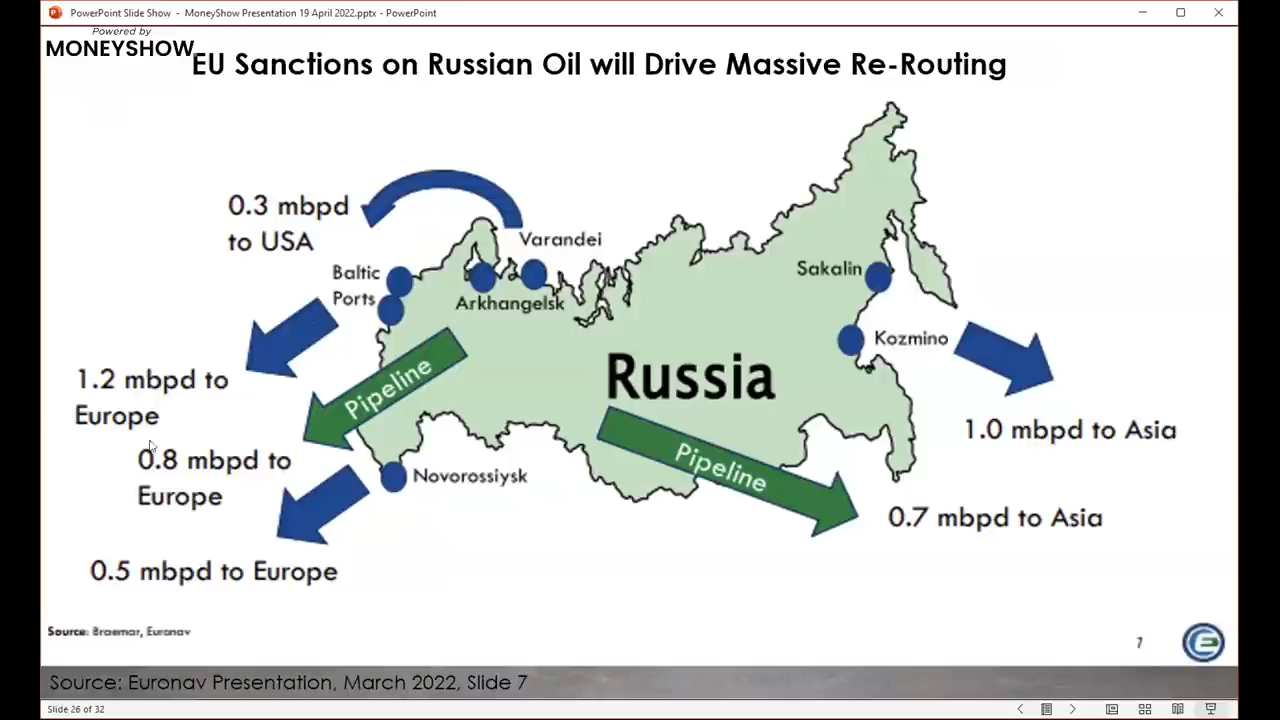 PowerPoint Slide Show - MoneyShow Presentation 19 April 2022.pptx - PowerPoint
Powered by
MONEYSHOW
EU Sanctions on Russian Oil will Drive Massive Re-Routing
0.3 mbpd
to USA
Varandei
Baltic
Ports
Arkhangelsk
Sakalin
Kozmino
Russia
1.2 mbpd to
Europe
Pipeline
0.8 mbpd to
Europe
Novorossiysk
Pipeline
1.0 mbpd to Asia
0.7 mbpd to Asia
0.5 mbpd to Europe
Source: Braemar, Euronav
7
Source: Euronav Presentation, March 2022, Slide 7
Slide 26 of 32